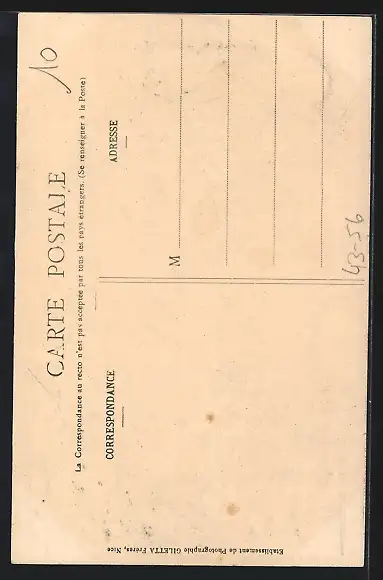 10
CARTE POSTALE
La Correspondance au recto n'est pas acceptée par tous les pays étrangers. (Se renseigner à la Poste)
CORRESPONDANCE
ADRESSE
M
43-56
Etablissement de Photographie GILETTA Frères, Nice